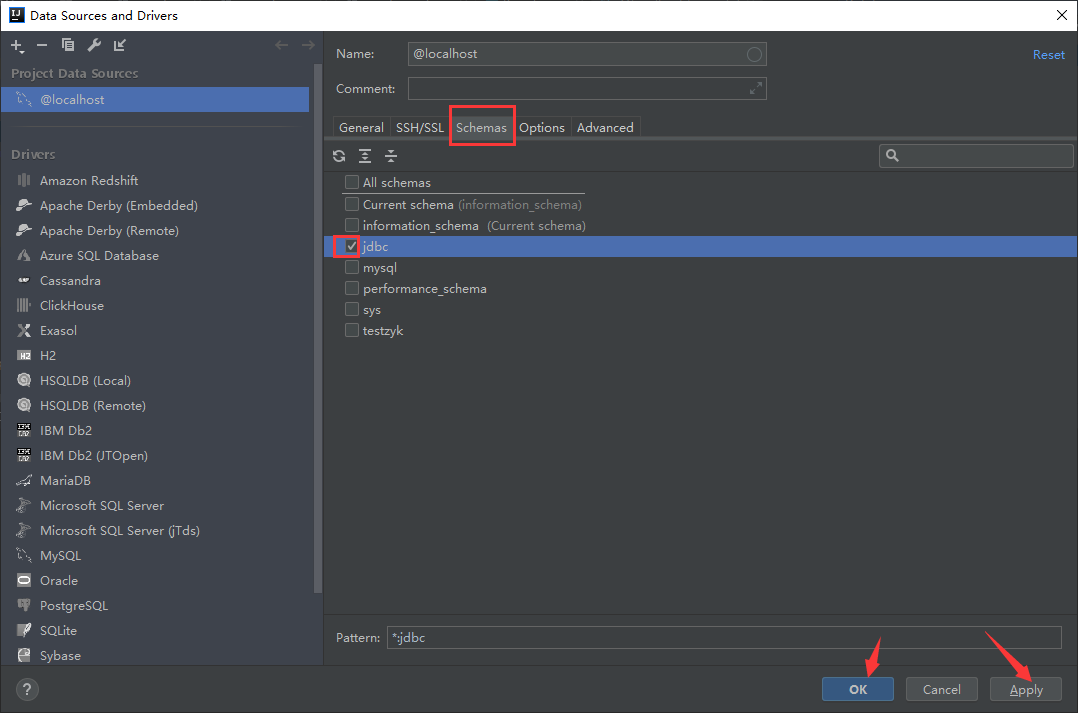 Data Sources and Drivers
Project Data Sources
@localhost
Drivers
Amazon Redshift
Apache Derby (Embedded)
Apache Derby (Remote)
Azure SQL Database
Cassandra
ClickHouse
Exasol
H2
HSQLDB (Local)
HSQLDB (Remote)
IBM Db2
IBM Db2 (JTOpen)
MariaDB
Microsoft SQL Server
Microsoft SQL Server (jTds)
MySQL
Oracle
PostgreSQL
SQLite
Sybase
?
Name: @localhost
Reset
Comment:
General SSH/SSL Schemas Options Advanced
All schemas
Current schema (information_schema)
information_schema (Current schema)
jdbc
mysql
performance_schema
sys
testzyk
Pattern: *:jdbc
OK Cancel Apply